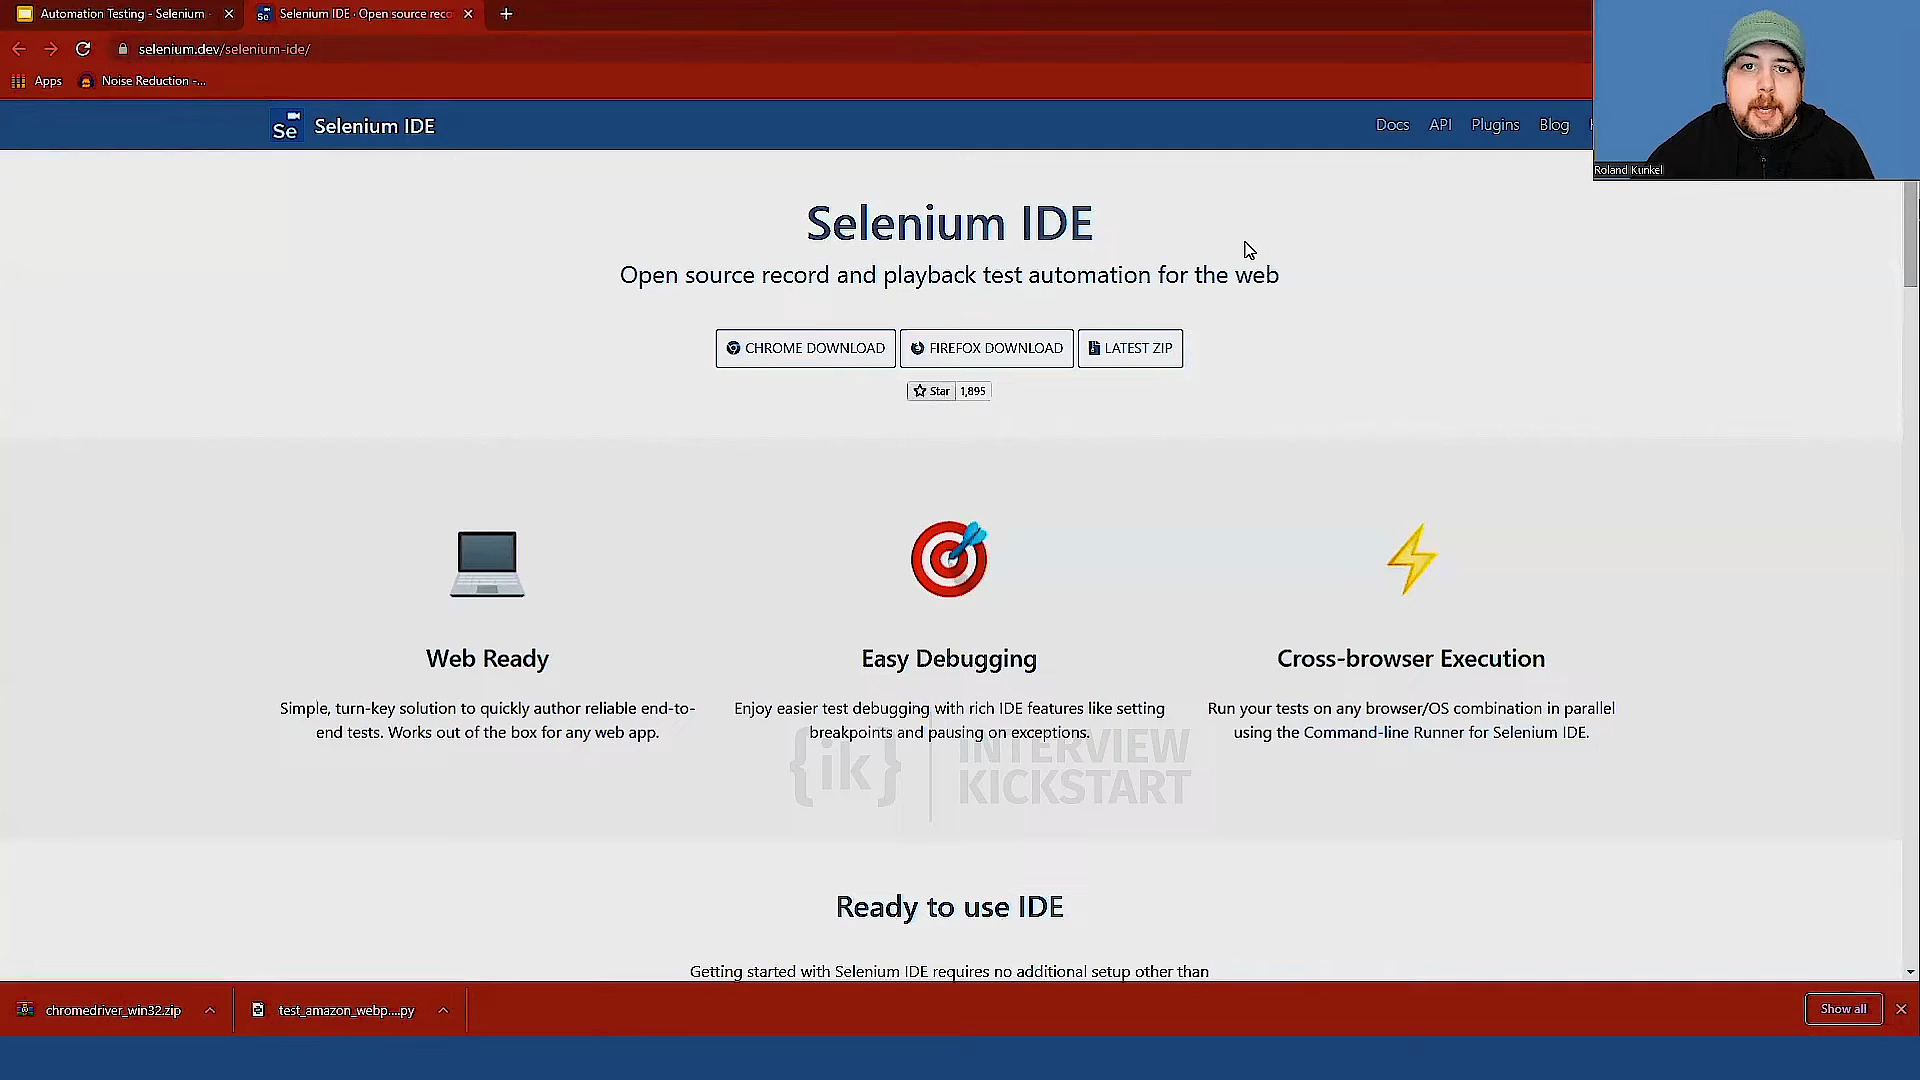 Automation Testing - Selenium
Selenium IDE · Open source reco
selenium.dev/selenium-ide/
Apps
Noise Reduction -...
Se
Selenium IDE
Docs
API
Plugins
Blog
Roland Kunkel
Selenium IDE
Open source record and playback test automation for the web
CHROME DOWNLOAD
FIREFOX DOWNLOAD
LATEST ZIP
Star
1,895
Web Ready
Simple, turn-key solution to quickly author reliable end-to-
end tests. Works out of the box for any web app.
Easy Debugging
Enjoy easier test debugging with rich IDE features like setting
breakpoints and pausing on exceptions.
Cross-browser Execution
Run your tests on any browser/OS combination in parallel
using the Command-line Runner for Selenium IDE.
{ik}
INTERVIEW
KICKSTART
Ready to use IDE
Getting started with Selenium IDE requires no additional setup other than
chromedriver_win32.zip
test_amazon_webp....py
Show all